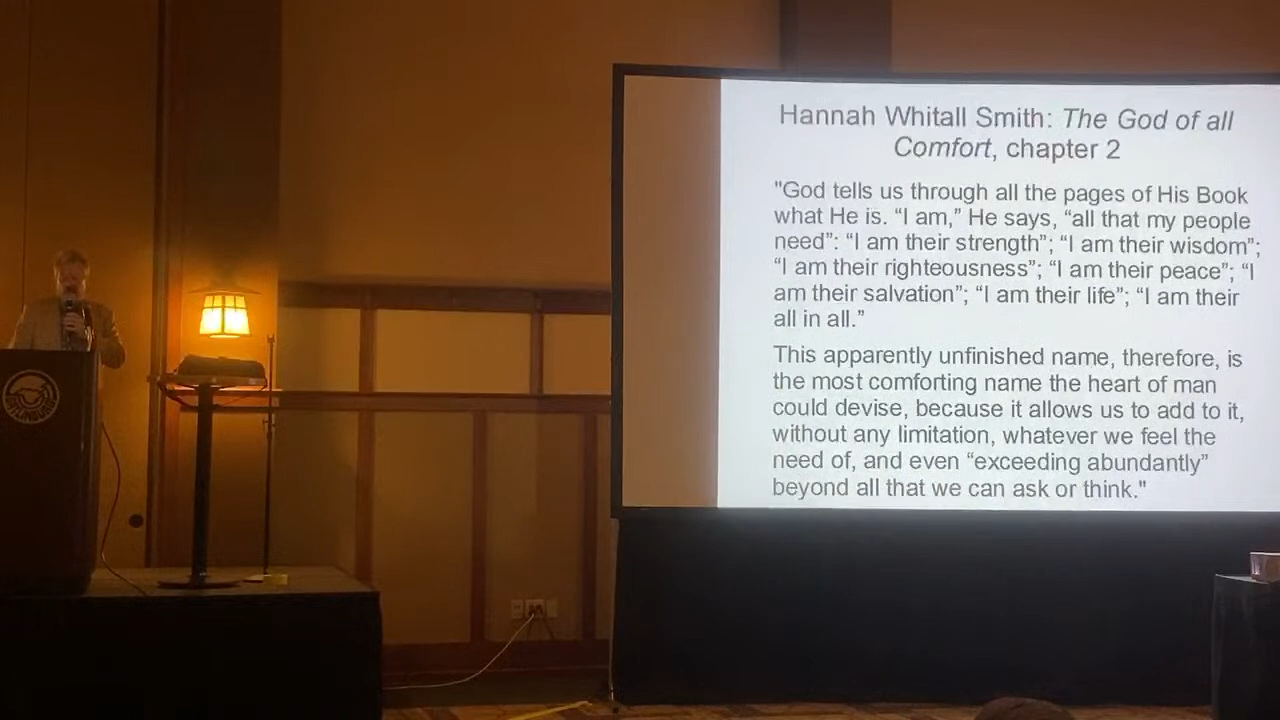 Hannah Whitall Smith: The God of all
Comfort, chapter 2
"God tells us through all the pages of His Book
what He is. “I am,” He says, “all that my people
need”: “I am their strength”; “I am their wisdom”;
“I am their righteousness”; “I am their peace”; “I
am their salvation”; “I am their life”; “I am their
all in all.”
This apparently unfinished name, therefore, is
the most comforting name the heart of man
could devise, because it allows us to add to it,
without any limitation, whatever we feel the
need of, and even “exceeding abundantly”
beyond all that we can ask or think."